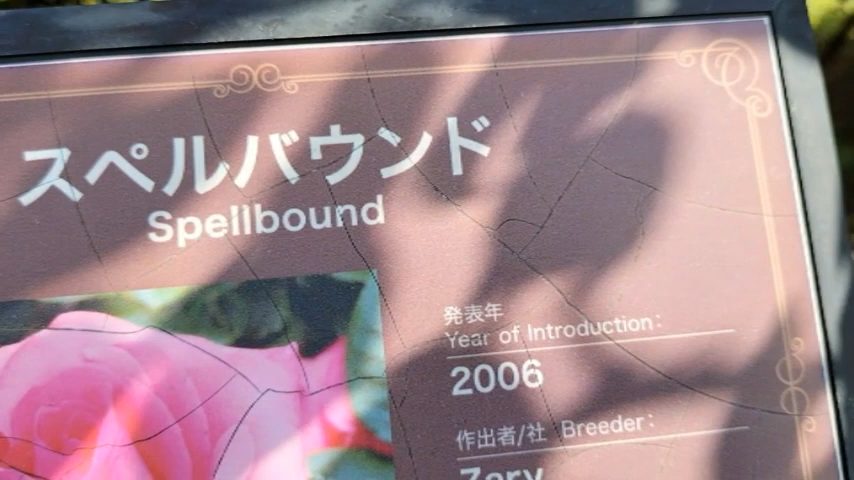 スペルバウンド
Spellbound
発表年
Year of Introduction:
2006
作出者/社 Breeder: